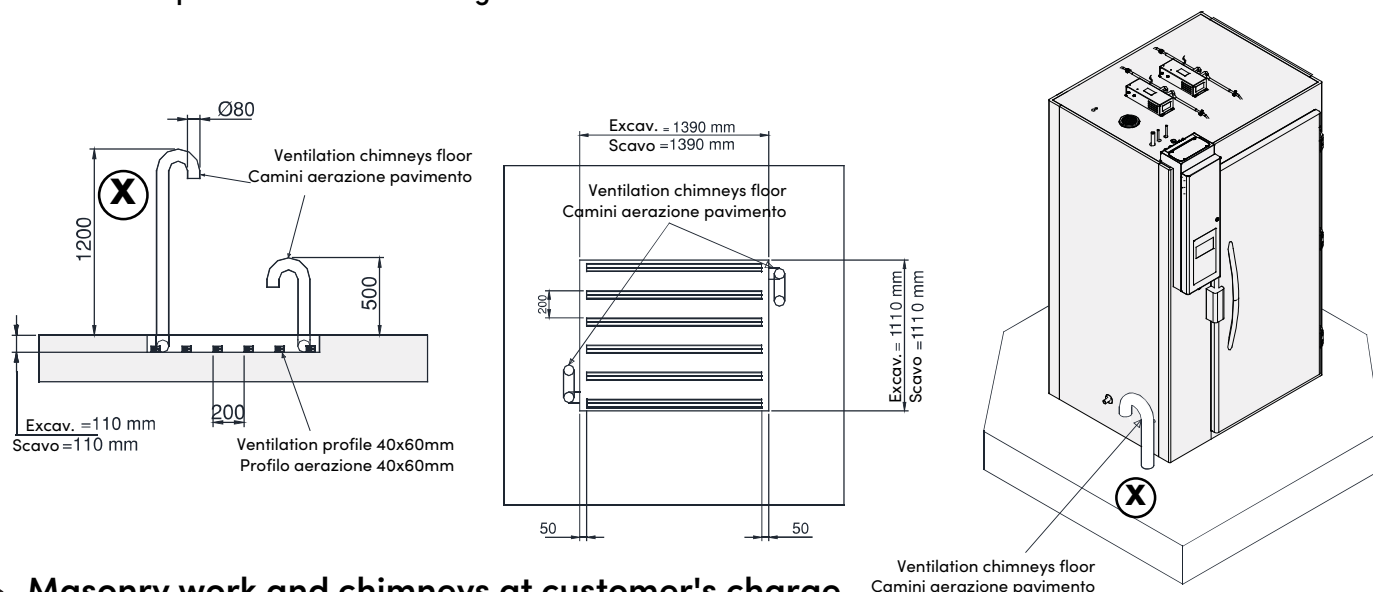 Ø80
Ventilation chimneys floor
Camini aerazione pavimento
X
1200
500
Excav. =110 mm
Scavo =110 mm
200
Ventilation profile 40x60mm
Profilo aerazione 40x60mm
Excav. = 1390 mm
Scavo =1390 mm
Ventilation chimneys floor
Camini aerazione pavimento
200
Excav. = 1110 mm
Scavo =1110 mm
50
50
X
Ventilation chimneys floor
Camini aerazione pavimento
Masonry work and chimneys at customer's charge